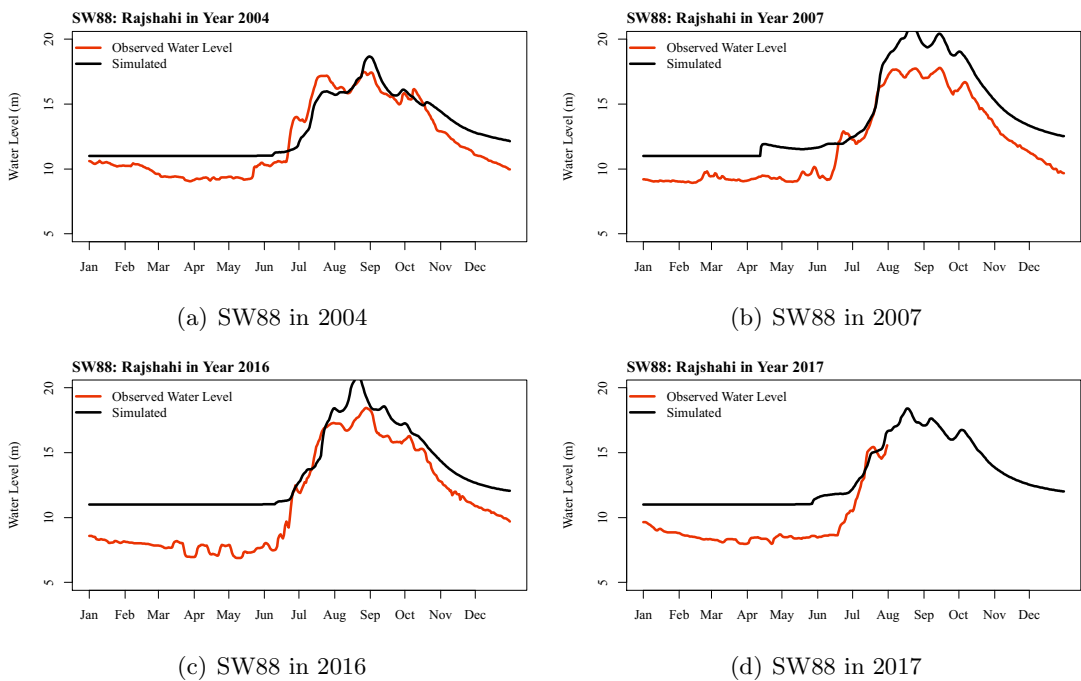 SW88: Rajshahi in Year 2004
Observed Water Level
Simulated
Water Level (m)
20
15
10
5
Jan Feb Mar Apr May Jun Jul Aug Sep Oct Nov Dec
(a) SW88 in 2004
SW88: Rajshahi in Year 2007
Observed Water Level
Simulated
Water Level (m)
20
15
10
5
Jan Feb Mar Apr May Jun Jul Aug Sep Oct Nov Dec
(b) SW88 in 2007
SW88: Rajshahi in Year 2016
Observed Water Level
Simulated
Water Level (m)
20
15
10
5
Jan Feb Mar Apr May Jun Jul Aug Sep Oct Nov Dec
(c) SW88 in 2016
SW88: Rajshahi in Year 2017
Observed Water Level
Simulated
Water Level (m)
20
15
10
5
Jan Feb Mar Apr May Jun Jul Aug Sep Oct Nov Dec
(d) SW88 in 2017